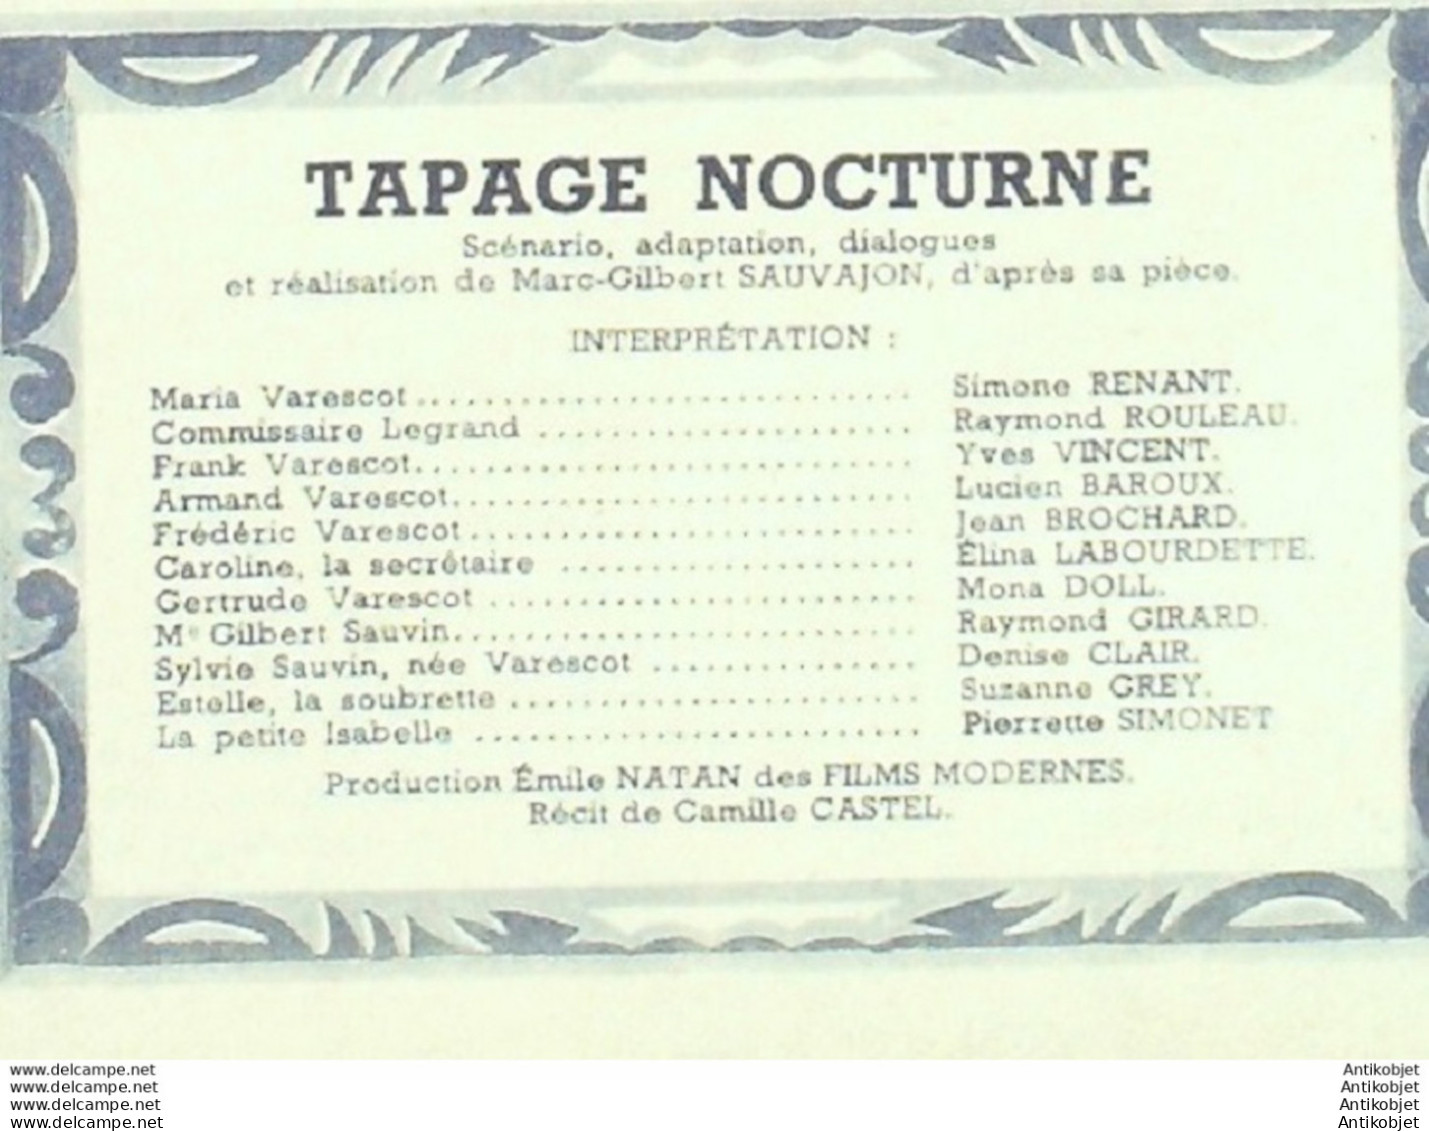 TAPAGE NOCTURNE
Scénario, adaptation, dialogues
et réalisation de Marc-Gilbert SAUVAJON, d'après sa pièce.
INTERPRÉTATION :
Maria Varescot.............................. Simone RENANT.
Commissaire Legrand ....................... Raymond ROULEAU.
Frank Varescot.............................. Yves VINCENT.
Armand Varescot............................ Lucien BAROUX.
Frédéric Varescot........................... Jean BROCHARD.
Caroline, la secrétaire ..................... Élina LABOURDETTE.
Gertrude Varescot .......................... Mona DOLL.
Me Gilbert Sauvin............................ Raymond GIRARD.
Sylvie Sauvin, née Varescot ................ Denise CLAIR.
Estelle, la soubrette ......................... Suzanne GREY.
La petite Isabelle ........................... Pierrette SIMONET
Production Émile NATAN des FILMS MODERNES.
Récit de Camille CASTEL.
www.delcampe.net Antikobjet
www.delcampe.net Antikobjet
www.delcampe.net Antikobjet
www.delcampe.net Antikobjet